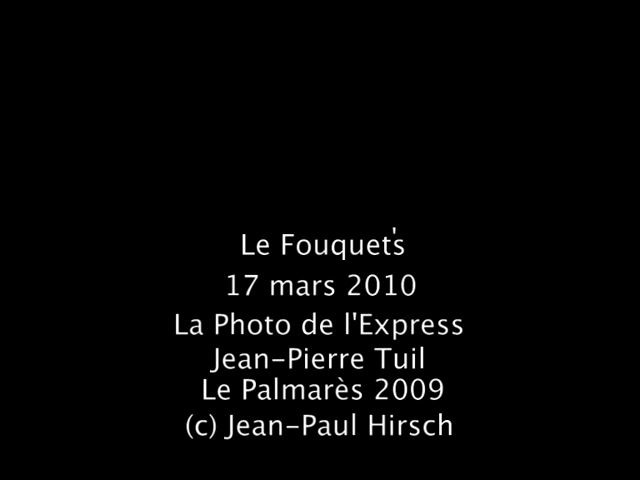 Le Fouquet's
17 mars 2010
La Photo de l'Express
Jean-Pierre Tuil
Le Palmarès 2009
(c) Jean-Paul Hirsch